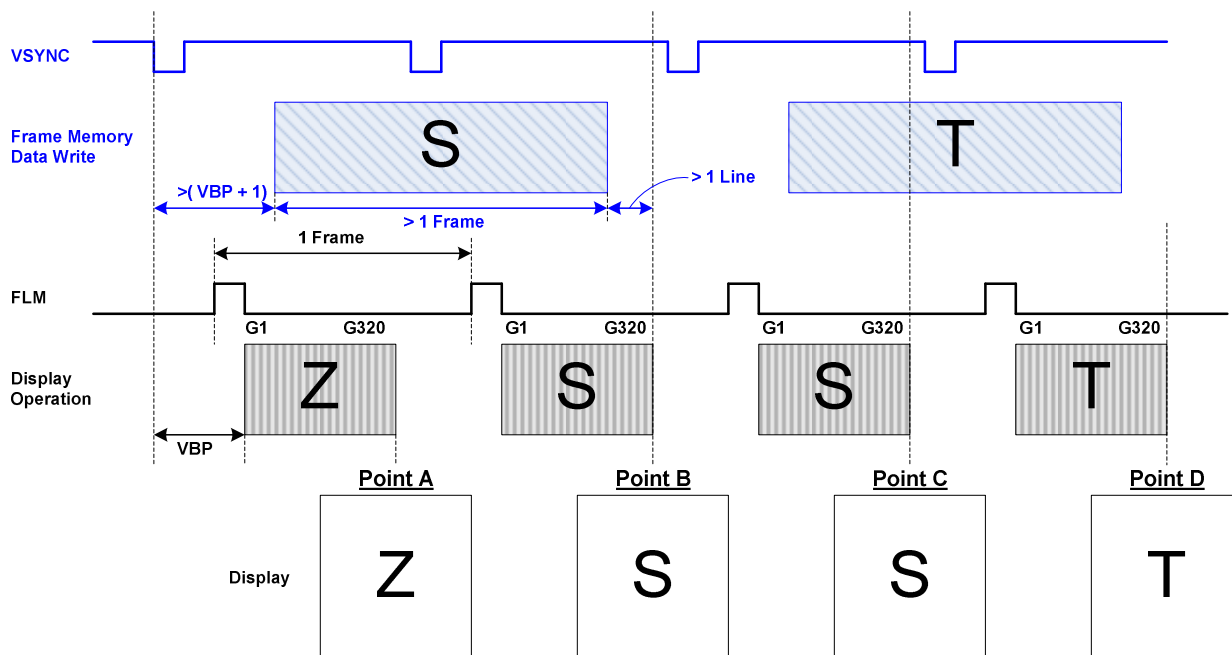 VSYNC
Frame Memory
Data Write
S
T
>( VBP + 1)
> 1 Frame
> 1 Line
1 Frame
FLM
G1 G320 G1 G320 G1 G320 G1 G320
Display
Operation
Z S S T
VBP
Point A Point B Point C Point D
Display
Z S S T